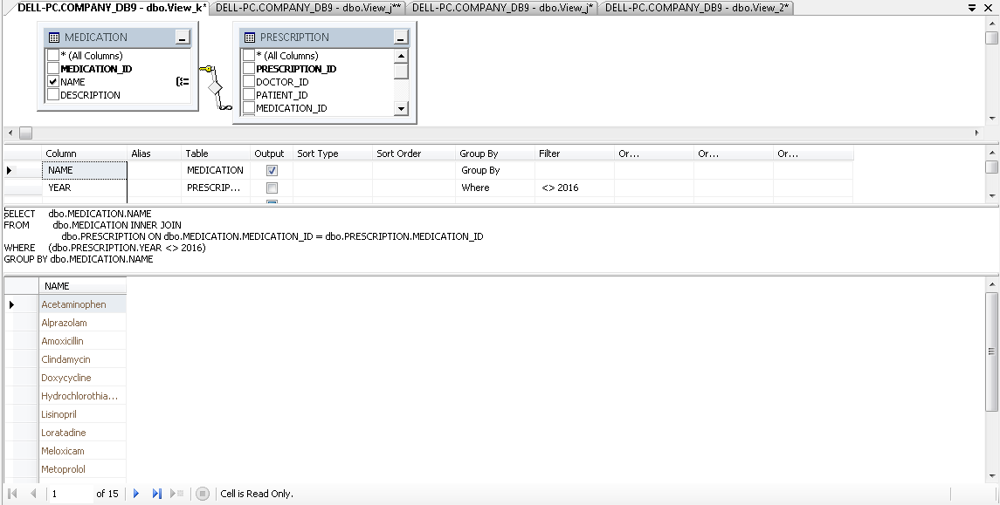 DELL-PC.COMPANY_DB9 - dbo.View_k* DELL-PC.COMPANY_DB9 - dbo.View_j** DELL-PC.COMPANY_DB9 - dbo.View_j* DELL-PC.COMPANY_DB9 - dbo.View_2*
MEDICATION
* (All Columns)
MEDICATION_ID
NAME
DESCRIPTION
PRESCRIPTION
* (All Columns)
PRESCRIPTION_ID
DOCTOR_ID
PATIENT_ID
MEDICATION_ID
Column Alias Table Output Sort Type Sort Order Group By Filter Or... Or... Or...
NAME MEDICATION Group By
YEAR PRESCRIP... Where <> 2016
SELECT dbo.MEDICATION.NAME
FROM dbo.MEDICATION INNER JOIN
dbo.PRESCRIPTION ON dbo.MEDICATION.MEDICATION_ID = dbo.PRESCRIPTION.MEDICATION_ID
WHERE (dbo.PRESCRIPTION.YEAR <> 2016)
GROUP BY dbo.MEDICATION.NAME
NAME
Acetaminophen
Alprazolam
Amoxicillin
Clindamycin
Doxycycline
Hydrochlorothia...
Lisinopril
Loratadine
Meloxicam
Metoprolol
1 of 15 Cell is Read Only.